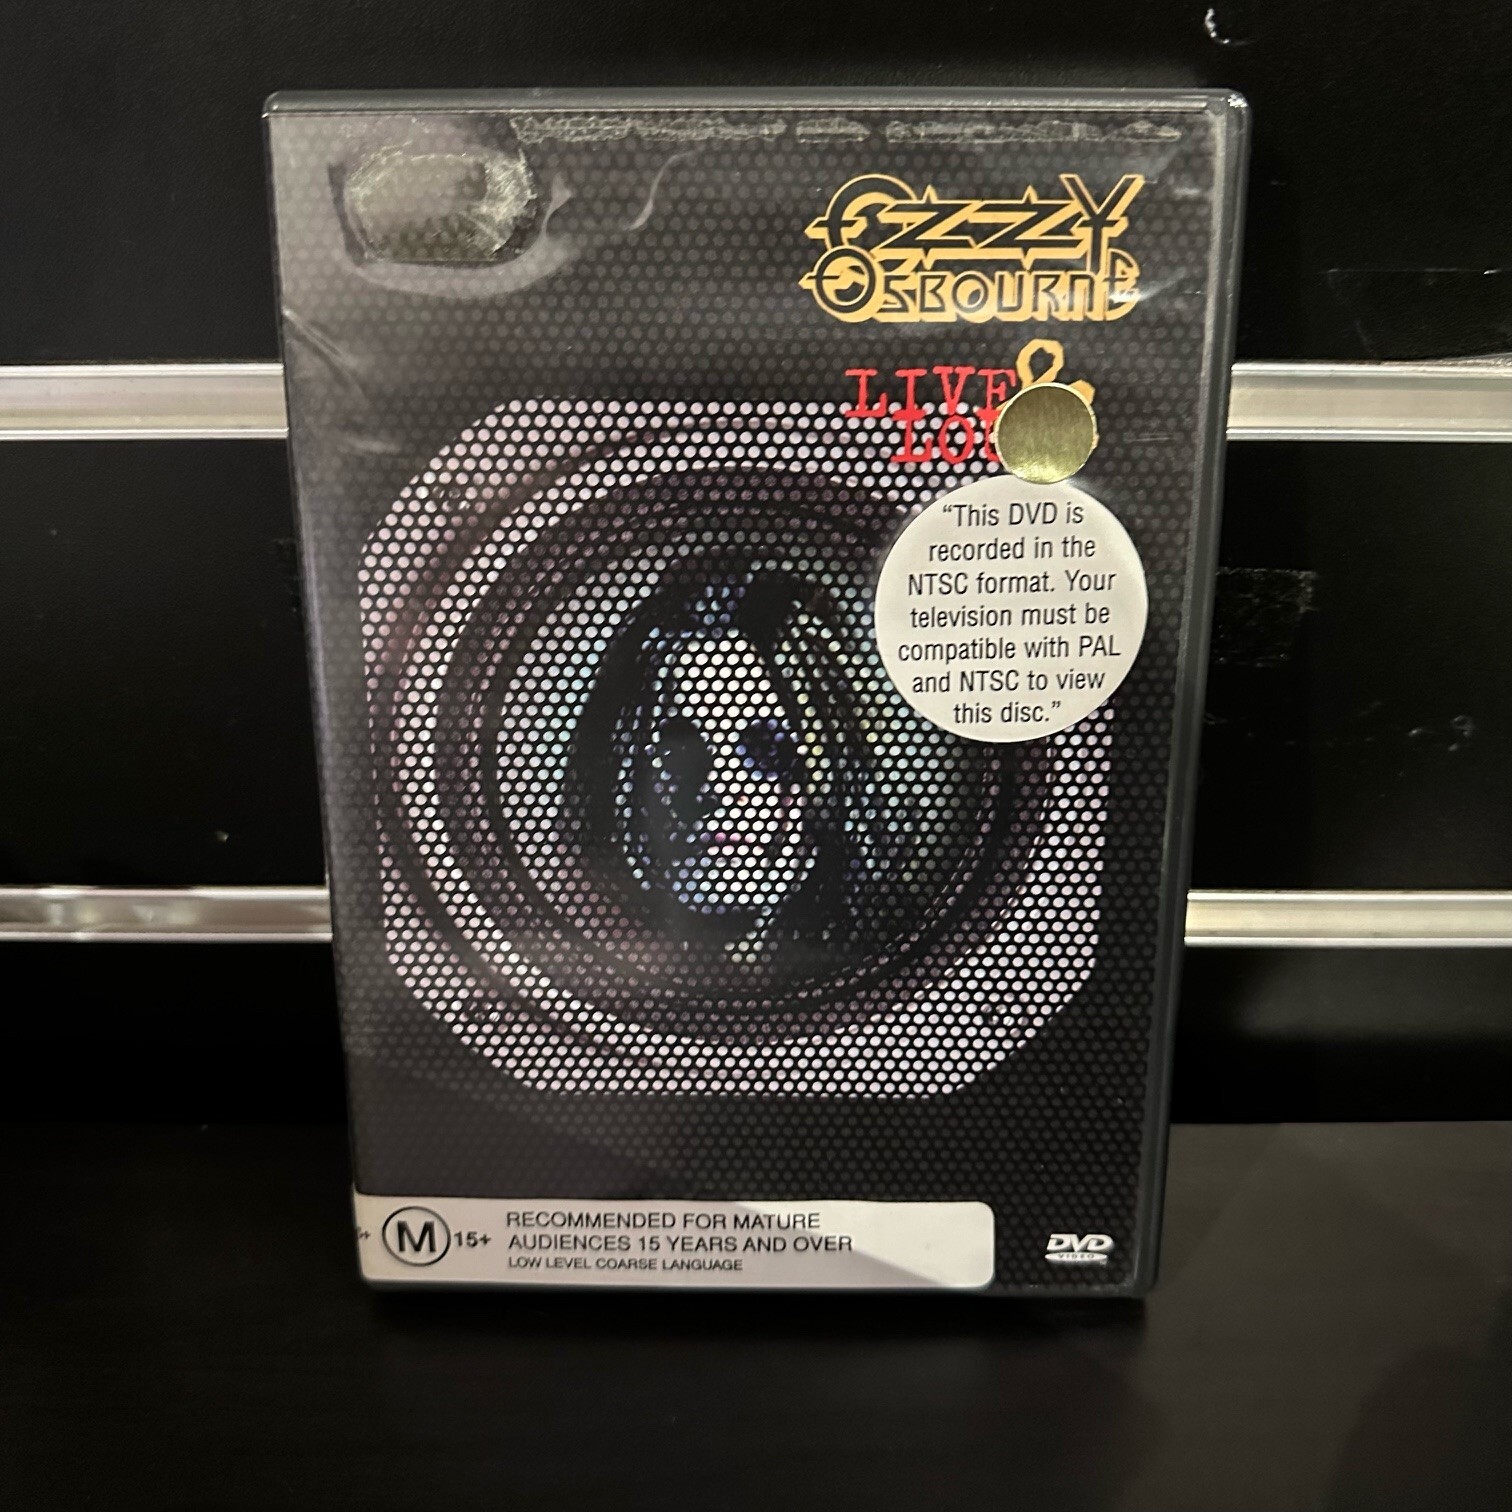 OZZY
OSBOURNE
LIVE &
LOU
“This DVD is
recorded in the
NTSC format. Your
television must be
compatible with PAL
and NTSC to view
this disc.”
M 15+
RECOMMENDED FOR MATURE
AUDIENCES 15 YEARS AND OVER
LOW LEVEL COARSE LANGUAGE
DVD
VIDEO